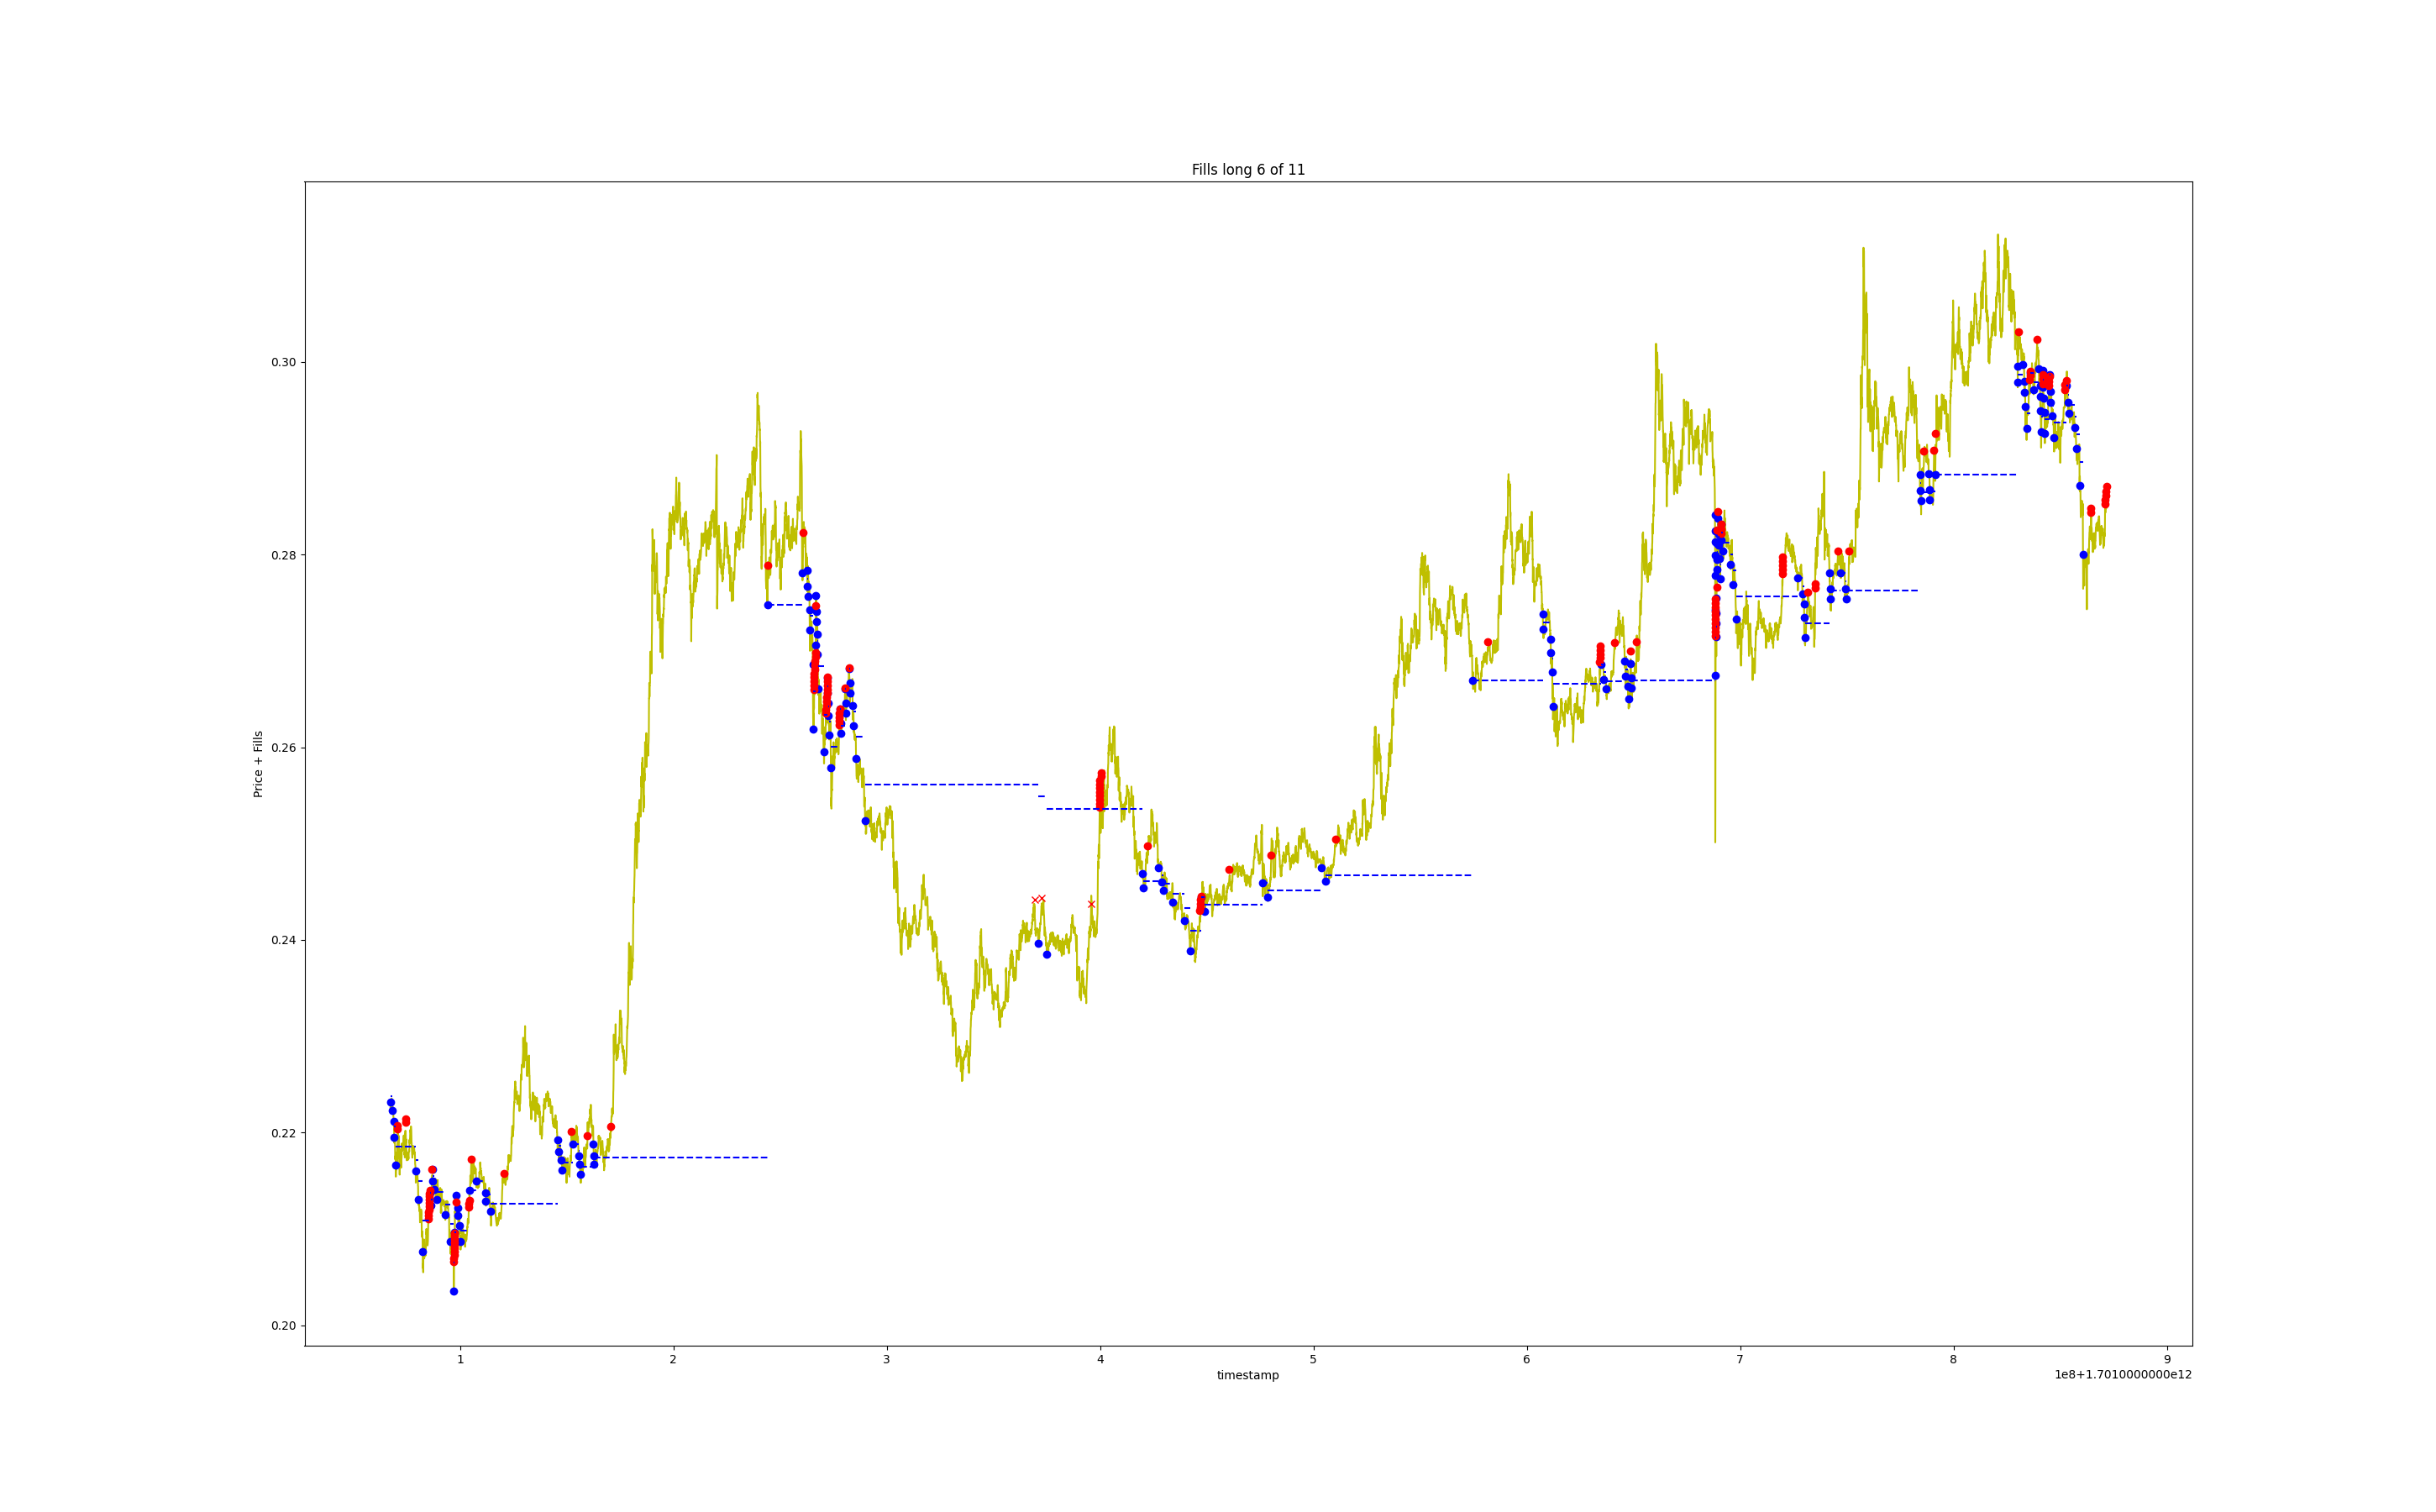 Fills long 6 of 11
Price + Fills
0.30
0.28
0.26
0.24
0.22
0.20
1 2 3 4 5 6 7 8 9
timestamp
1e8+1.7010000000e12